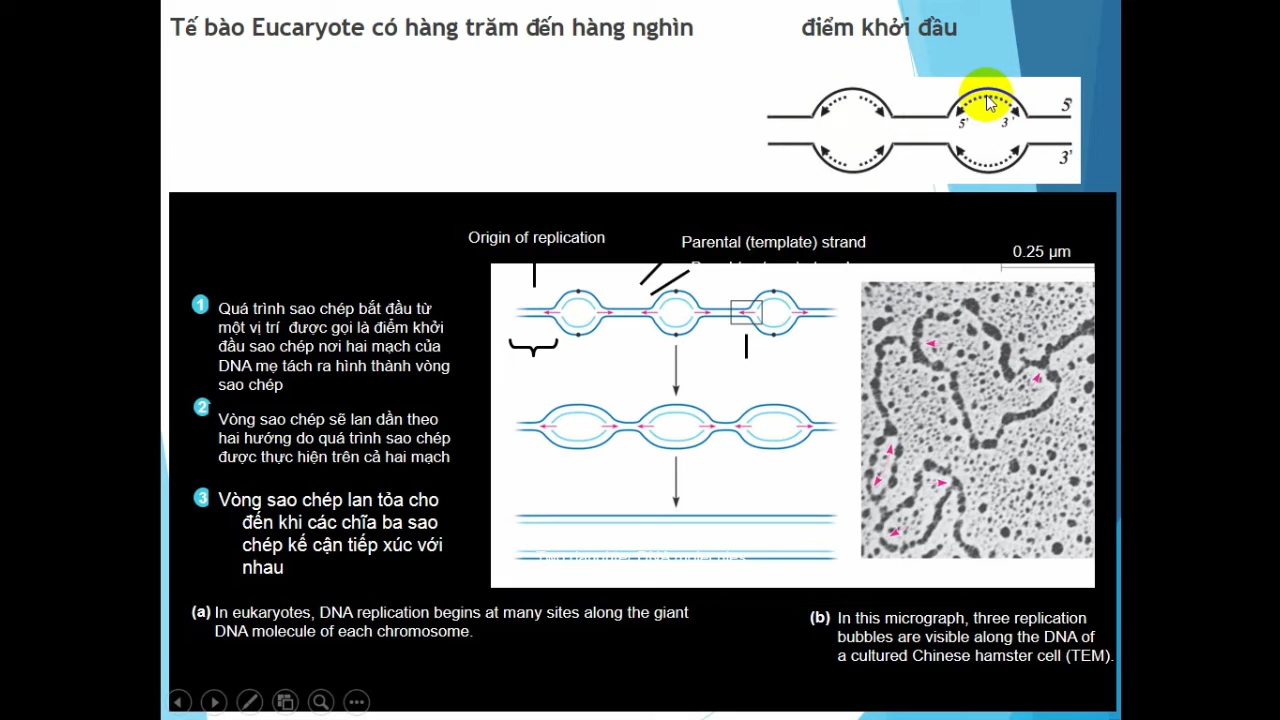 Tế bào Eucaryote có hàng trăm đến hàng nghìn điểm khởi đầu
5'
5' 3'
3'
Origin of replication
Parental (template) strand
0.25 µm
1 Quá trình sao chép bắt đầu từ
một vị trí được gọi là điểm khởi
đầu sao chép nơi hai mạch của
DNA mẹ tách ra hình thành vòng
sao chép
2 Vòng sao chép sẽ lan dần theo
hai hướng do quá trình sao chép
được thực hiện trên cả hai mạch
3 Vòng sao chép lan tỏa cho
đến khi các chĩa ba sao
chép kế cận tiếp xúc với
nhau
(a) In eukaryotes, DNA replication begins at many sites along the giant
DNA molecule of each chromosome.
(b) In this micrograph, three replication
bubbles are visible along the DNA of
a cultured Chinese hamster cell (TEM).